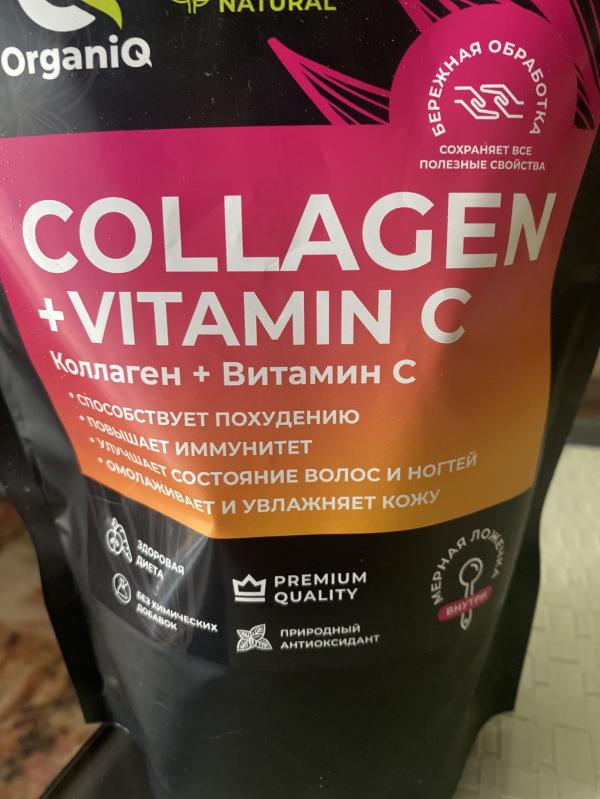 NATURAL
OrganiQ
БЕРЕЖНАЯ ОБРАБОТКА
СОХРАНЯЕТ ВСЕ
ПОЛЕЗНЫЕ СВОЙСТВА
COLLAGEN
+VITAMIN C
Коллаген + Витамин С
• СПОСОБСТВУЕТ ПОХУДЕНИЮ
• ПОВЫШАЕТ ИММУНИТЕТ
• УЛУЧШАЕТ СОСТОЯНИЕ ВОЛОС И НОГТЕЙ
• ОМОЛАЖИВАЕТ И УВЛАЖНЯЕТ КОЖУ
ЗДОРОВАЯ
ДИЕТА
БЕЗ ХИМИЧЕСКИХ
ДОБАВОК
PREMIUM
QUALITY
ПРИРОДНЫЙ
АНТИОКСИДАНТ
МЕРНАЯ ЛОЖЕЧКА
ВНУТРИ